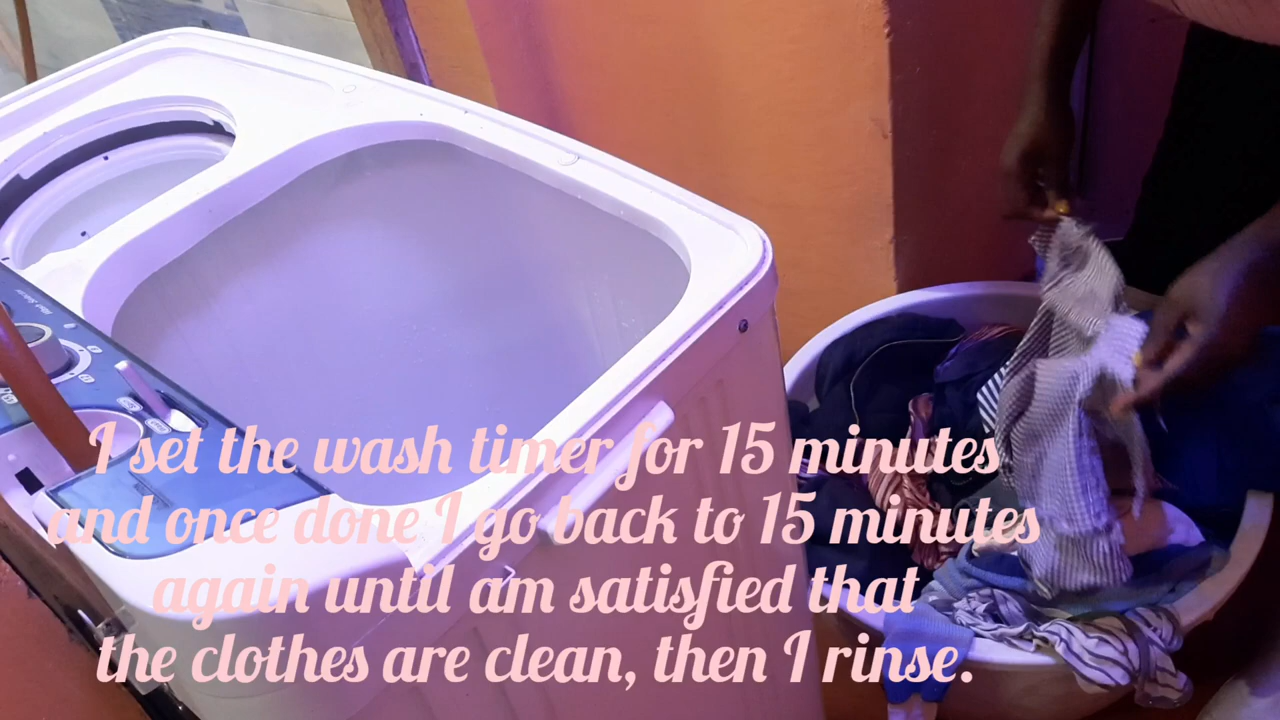 I set the wash timer for 15 minutes
and once done I go back to 15 minutes
again until am satisfied that
the clothes are clean, then I rinse.